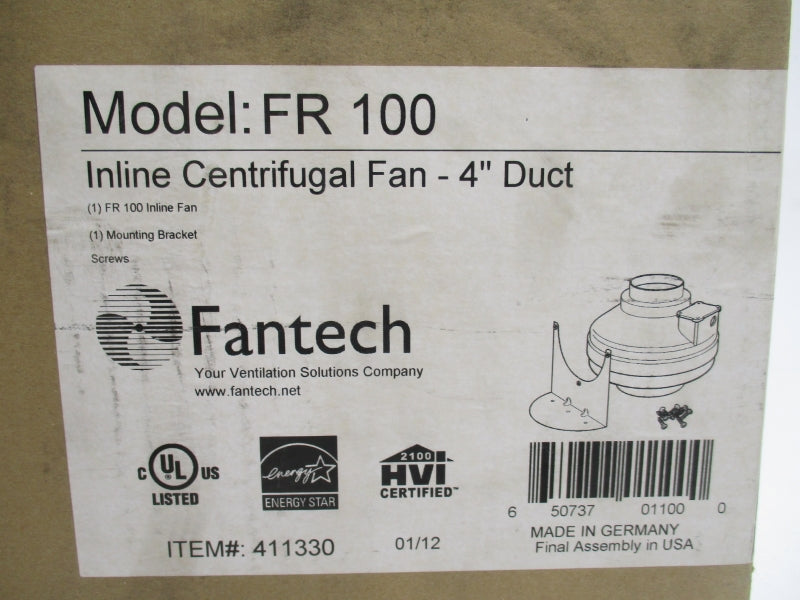 Model: FR 100
Inline Centrifugal Fan - 4" Duct
(1) FR 100 Inline Fan
(1) Mounting Bracket
Screws
Fantech
Your Ventilation Solutions Company
www.fantech.net
C UL US
LISTED
energy
ENERGY STAR
2100
HVI
CERTIFIED™
6 50737 01100 0
MADE IN GERMANY
Final Assembly in USA
ITEM#: 411330
01/12